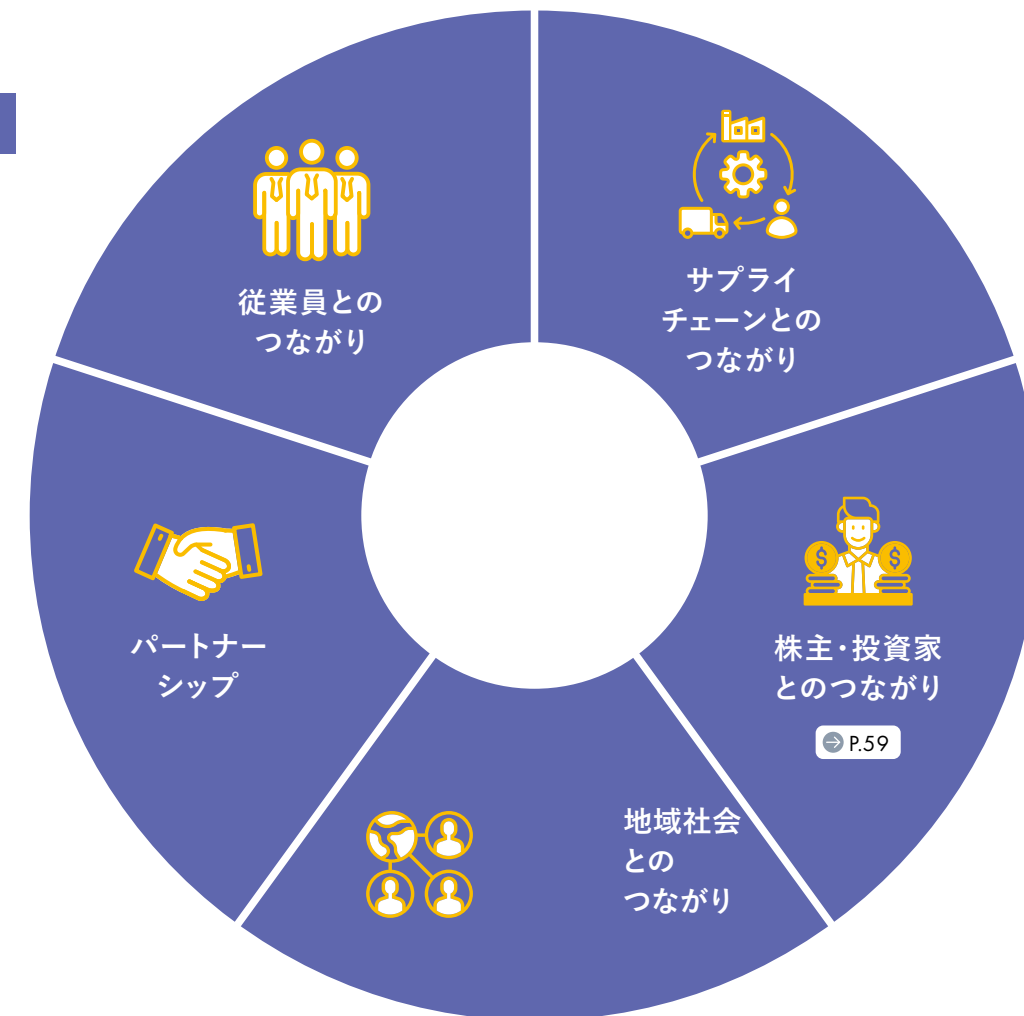 従業員との
つながり
サプライ
チェーンとの
つながり
パートナー
シップ
株主・投資家
とのつながり
P.59
地域社会
との
つながり